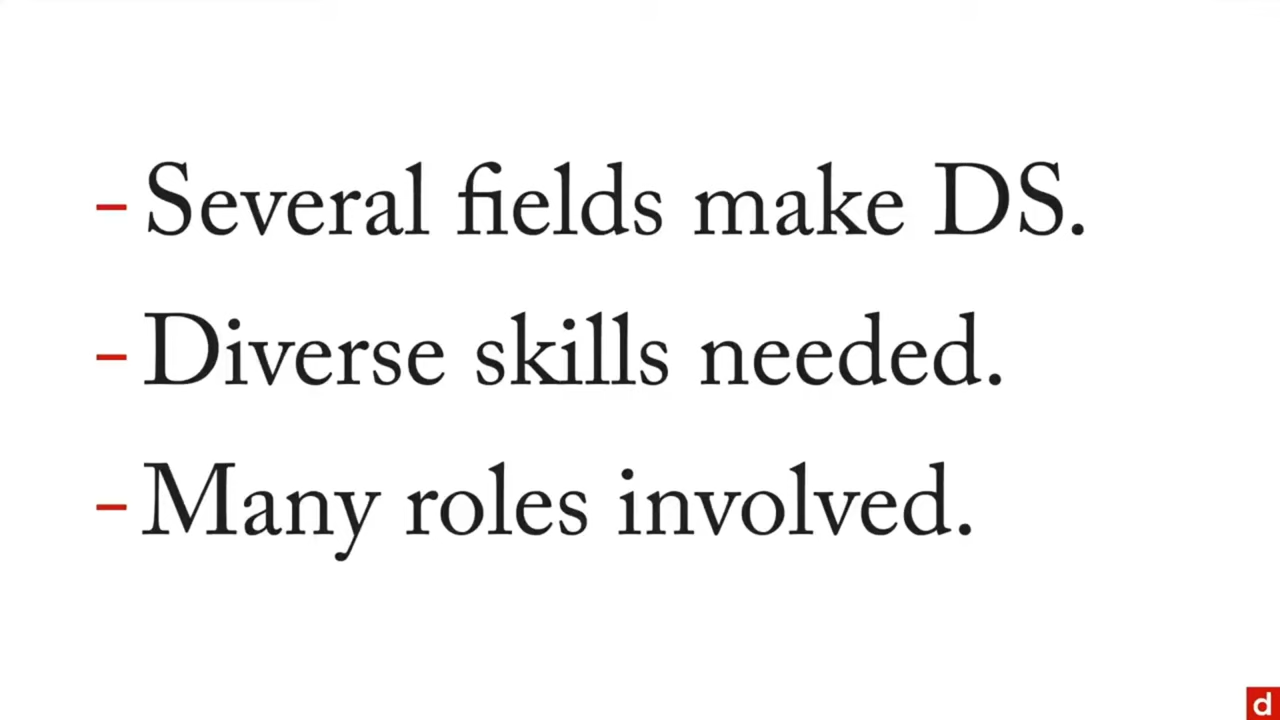 – Several fields make DS.
– Diverse skills needed.
– Many roles involved.
d